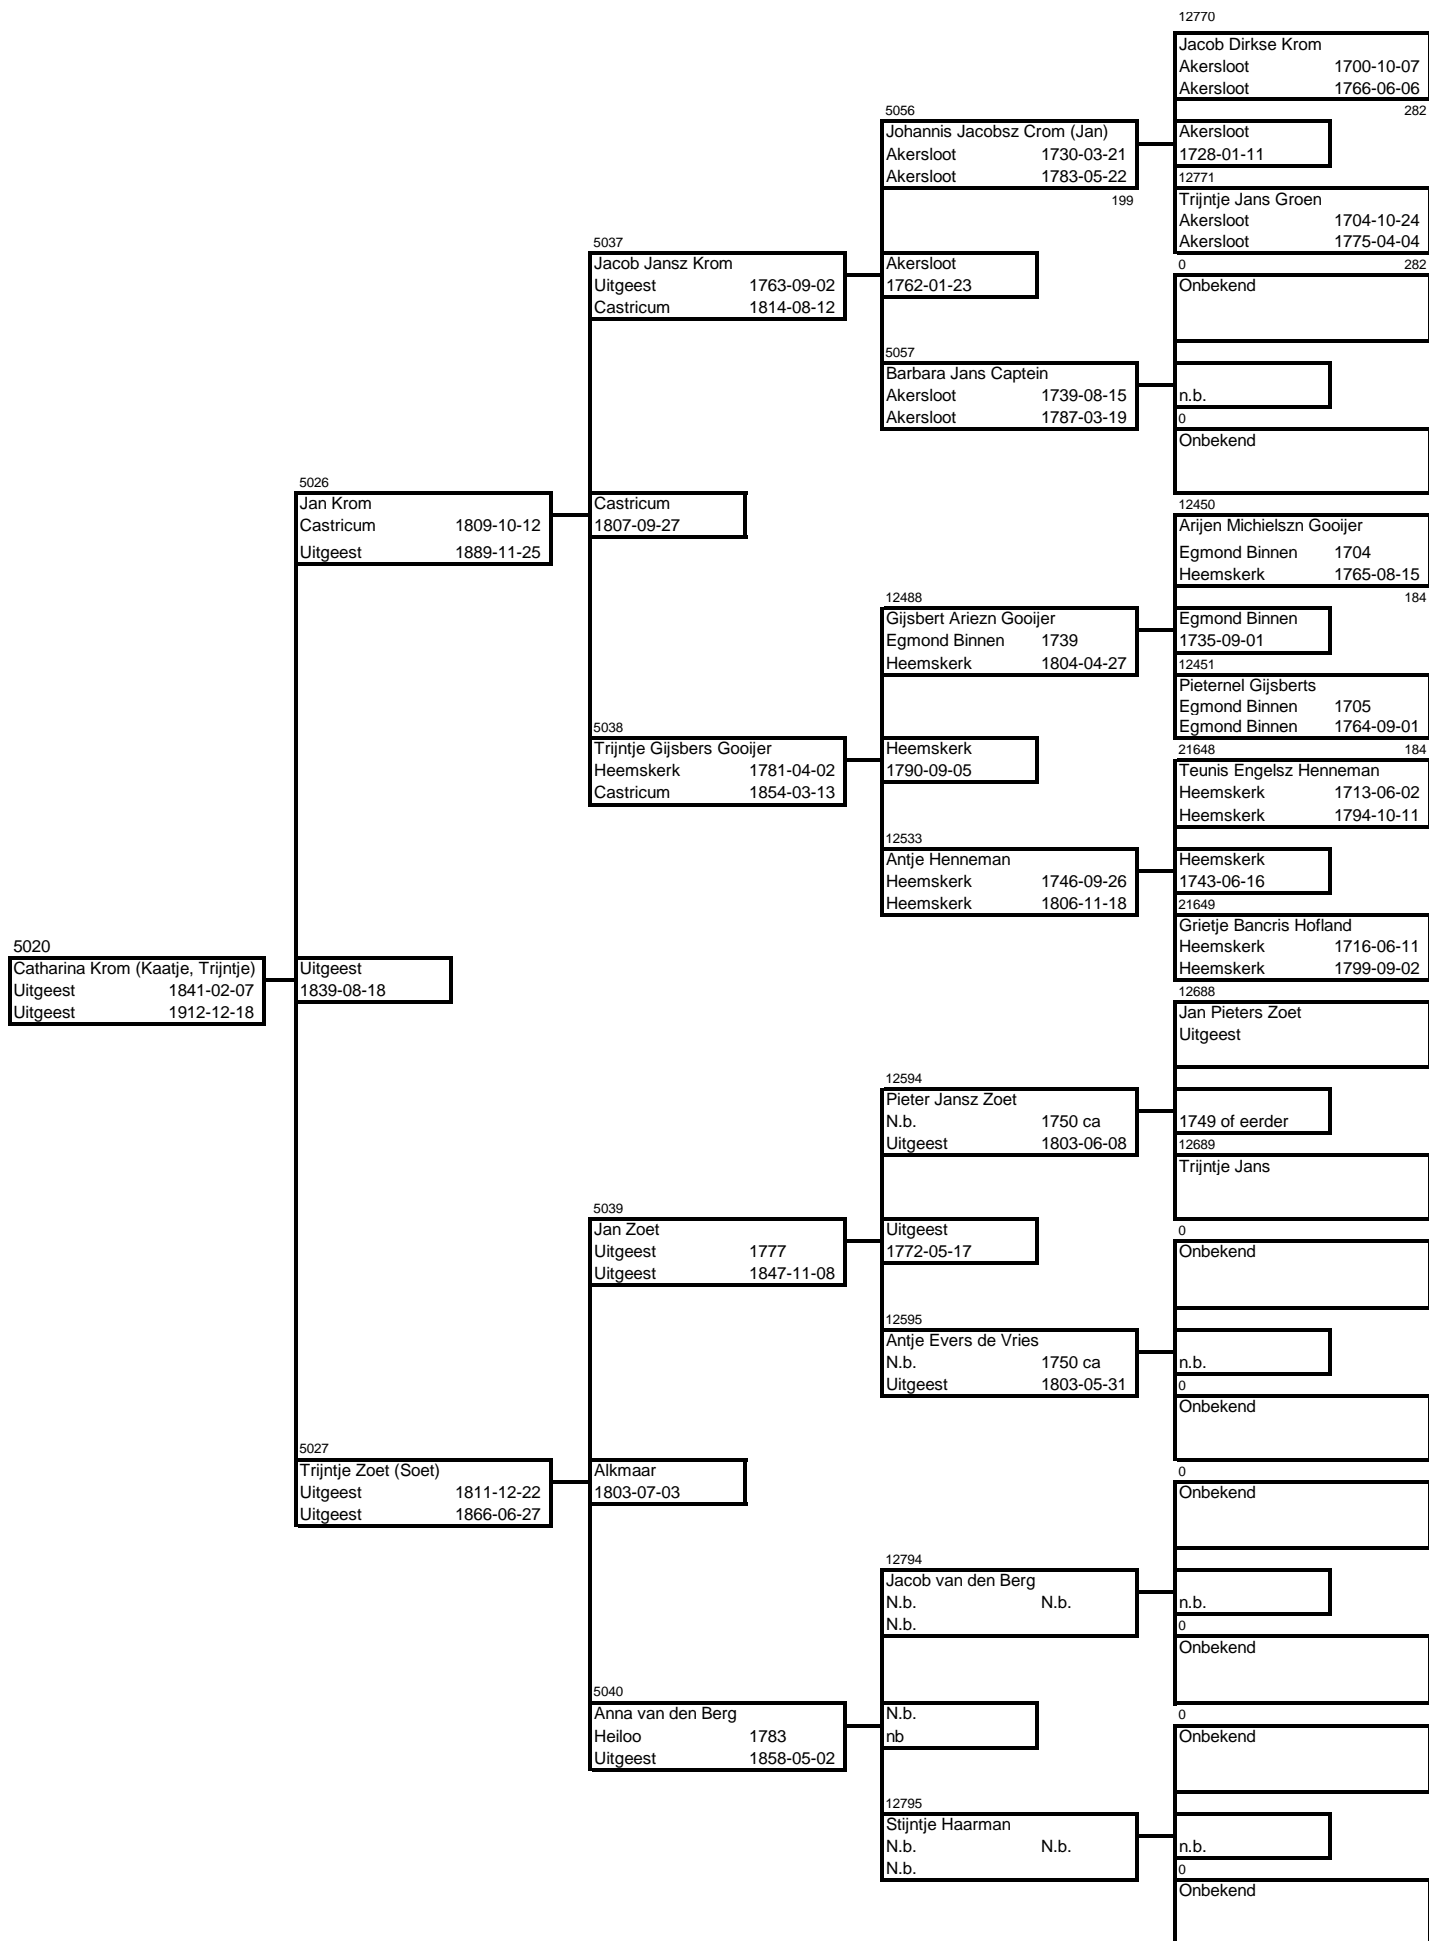 5020
Catharina Krom (Kaatje, Trijntje)
Uitgeest 1841-02-07
Uitgeest 1912-12-18
5026
Jan Krom
Castricum 1809-10-12
Uitgeest 1889-11-25
Uitgeest
1839-08-18
5027
Trijntje Zoet (Soet)
Uitgeest 1811-12-22
Uitgeest 1866-06-27
5037
Jacob Jansz Krom
Uitgeest 1763-09-02
Castricum 1814-08-12
Castricum
1807-09-27
5038
Trijntje Gijsbers Gooijer
Heemskerk 1781-04-02
Castricum 1854-03-13
5039
Jan Zoet
Uitgeest 1777
Uitgeest 1847-11-08
Alkmaar
1803-07-03
5040
Anna van den Berg
Heiloo 1783
Uitgeest 1858-05-02
5056
Johannis Jacobsz Crom (Jan)
Akersloot 1730-03-21
Akersloot 1783-05-22
199
Akersloot
1762-01-23
5057
Barbara Jans Captein
Akersloot 1739-08-15
Akersloot 1787-03-19
12488
Gijsbert Ariezn Gooijer
Egmond Binnen 1739
Heemskerk 1804-04-27
Heemskerk
1790-09-05
12533
Antje Henneman
Heemskerk 1746-09-26
Heemskerk 1806-11-18
12594
Pieter Jansz Zoet
N.b. 1750 ca
Uitgeest 1803-06-08
Uitgeest
1772-05-17
12595
Antje Evers de Vries
N.b. 1750 ca
Uitgeest 1803-05-31
12794
Jacob van den Berg
N.b. N.b.
N.b.
N.b.
nb
12795
Stijntje Haarman
N.b. N.b.
N.b.
12770
Jacob Dirkse Krom
Akersloot 1700-10-07
Akersloot 1766-06-06
282
Akersloot
1728-01-11
12771
Trijntje Jans Groen
Akersloot 1704-10-24
Akersloot 1775-04-04
0 282
Onbekend
n.b.
0
Onbekend
12450
Arijen Michielszn Gooijer
Egmond Binnen 1704
Heemskerk 1765-08-15
184
Egmond Binnen
1735-09-01
12451
Pieternel Gijsberts
Egmond Binnen 1705
Egmond Binnen 1764-09-01
21648 184
Teunis Engelsz Henneman
Heemskerk 1713-06-02
Heemskerk 1794-10-11
Heemskerk
1743-06-16
21649
Grietje Bancris Hofland
Heemskerk 1716-06-11
Heemskerk 1799-09-02
12688
Jan Pieters Zoet
Uitgeest
1749 of eerder
12689
Trijntje Jans
0
Onbekend
n.b.
0
Onbekend
0
Onbekend
n.b.
0
Onbekend
0
Onbekend
n.b.
0
Onbekend